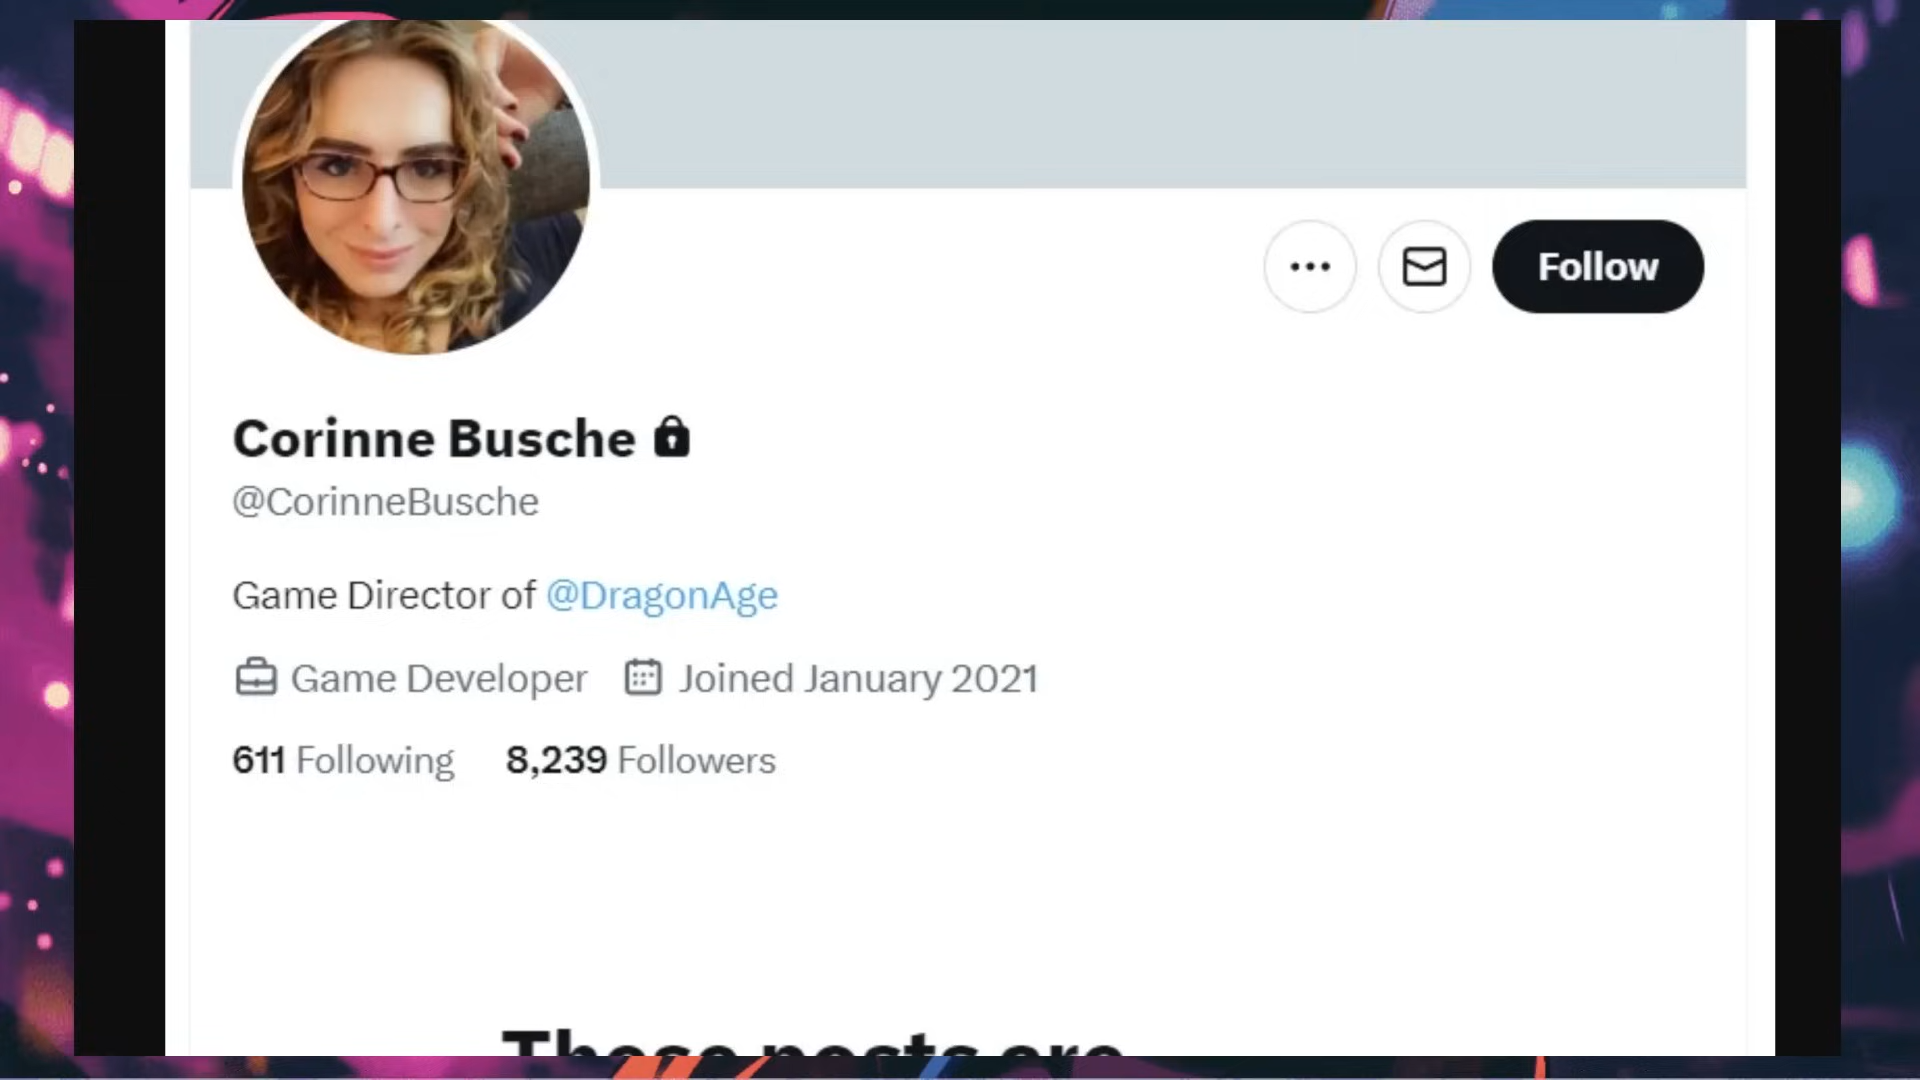 Follow
Corinne Busche
@CorinneBusche
Game Director of @DragonAge
Game Developer Joined January 2021
611 Following 8,239 Followers
These posts are